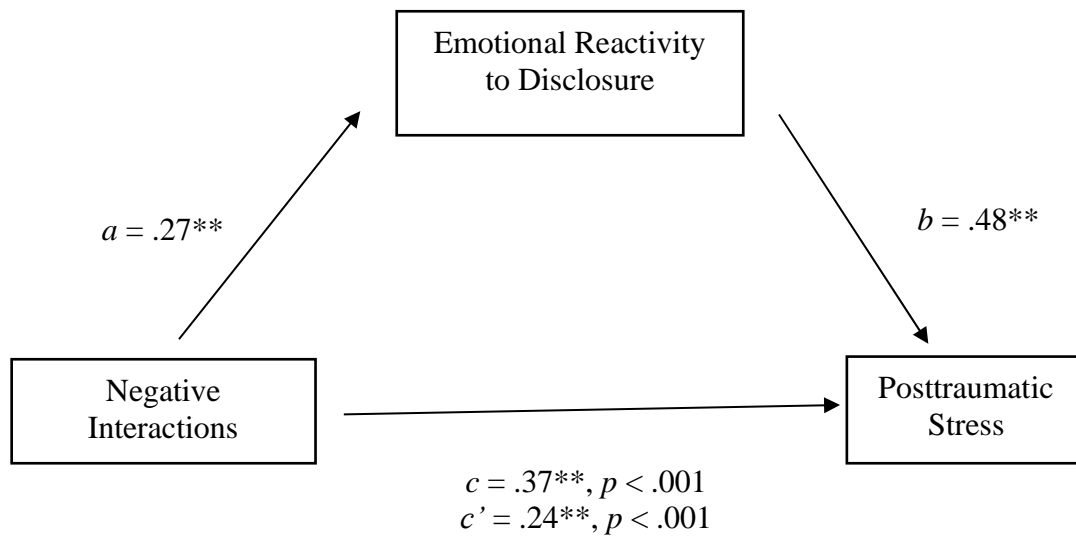 Emotional Reactivity
to Disclosure
a = .27**
b = .48**
Negative
Interactions
Posttraumatic
Stress
c = .37**, p < .001
c’ = .24**, p < .001